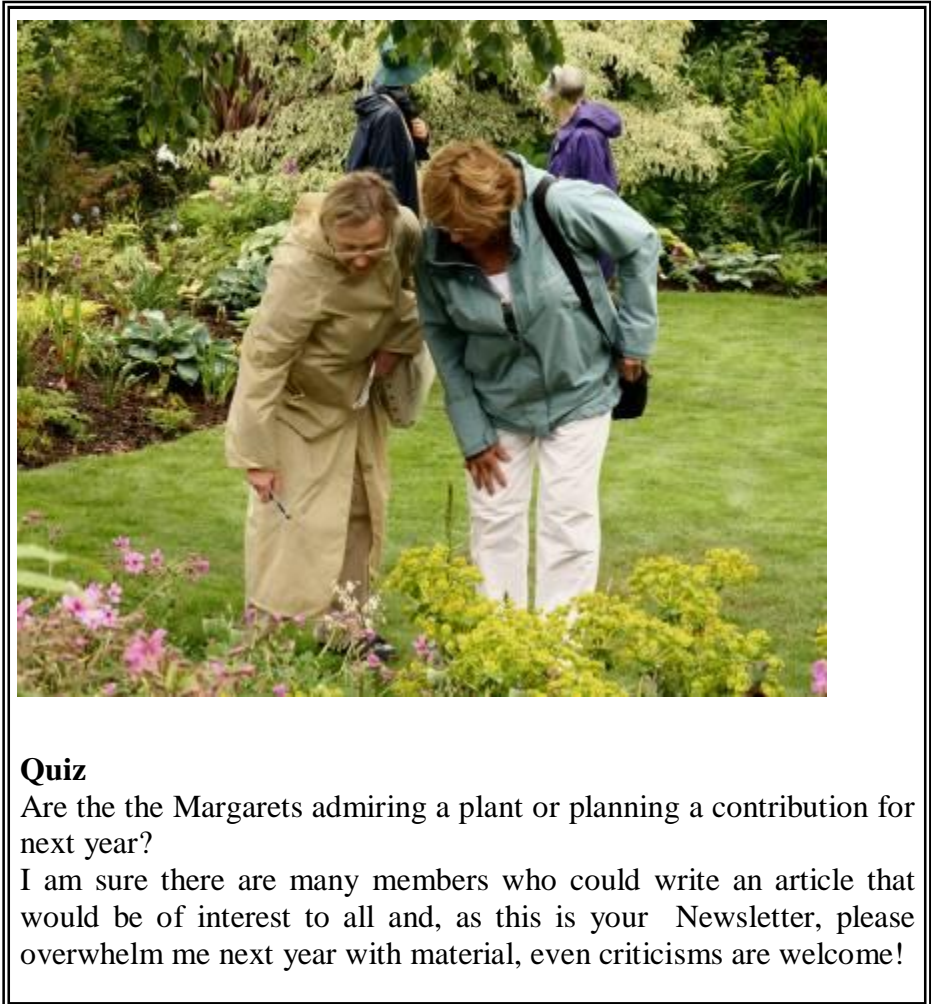 Quiz
Are the the Margarets admiring a plant or planning a contribution for
next year?
I am sure there are many members who could write an article that
would be of interest to all and, as this is your Newsletter, please
overwhelm me next year with material, even criticisms are welcome!